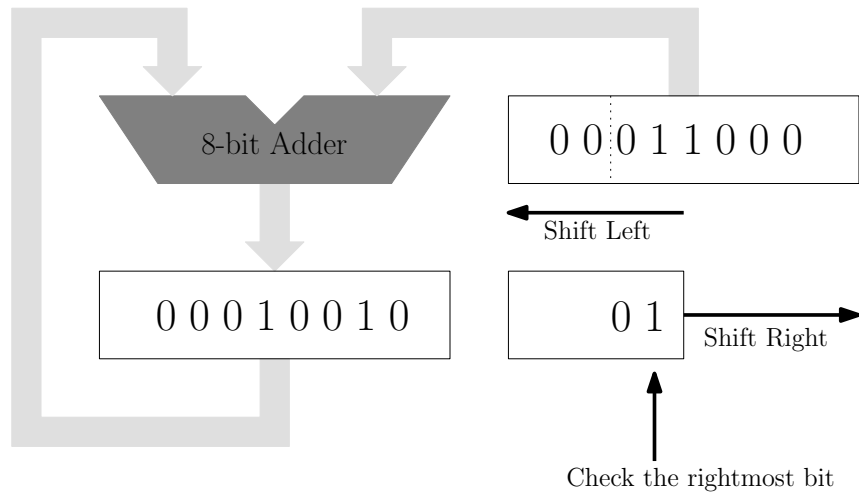 8-bit Adder
0 0 0 1 1 0 0 0
Shift Left
0 0 0 1 0 0 1 0
0 1
Shift Right
Check the rightmost bit